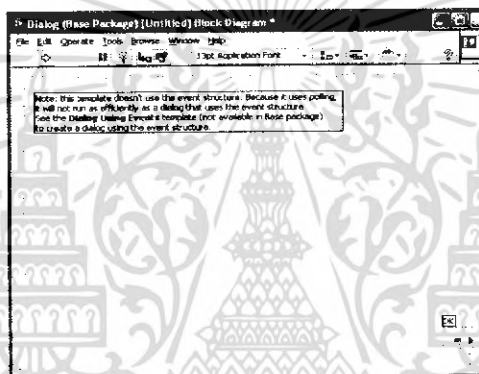 Dialog (Base Package) [Untitled] Block Diagram *
File Edit Operate Tools Browse Window Help
13pt Application Font
Note: this template doesn't use the event structure. Because it uses polling,
it will not run as efficiently as a dialog that uses the event structure.
See the Dialog Using Events template (not available in Base package)
to create a dialog using the event structure.